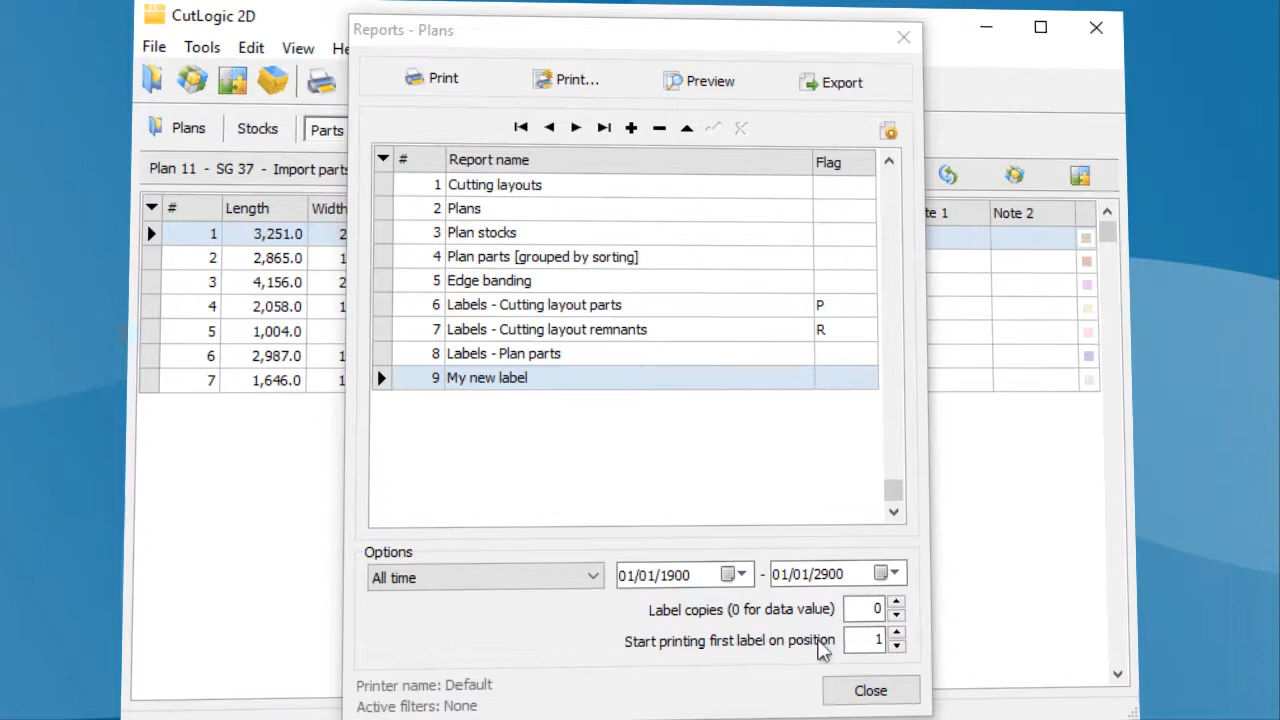 CutLogic 2D
File Tools Edit View He
Plans Stocks Parts
Plan 11 - SG 37 - Import parts
# Length Width
1 3,251.0 2
2 2,865.0 1
3 4,156.0 2
4 2,058.0 1
5 1,004.0
6 2,987.0 1
7 1,646.0 1
Reports - Plans
Print Print... Preview Export
# Report name Flag
1 Cutting layouts
2 Plans
3 Plan stocks
4 Plan parts [grouped by sorting]
5 Edge banding
6 Labels - Cutting layout parts P
7 Labels - Cutting layout remnants R
8 Labels - Plan parts
9 My new label
Options
All time 01/01/1900 - 01/01/2900
Label copies (0 for data value) 0
Start printing first label on position 1
Printer name: Default
Active filters: None
Close
te 1 Note 2